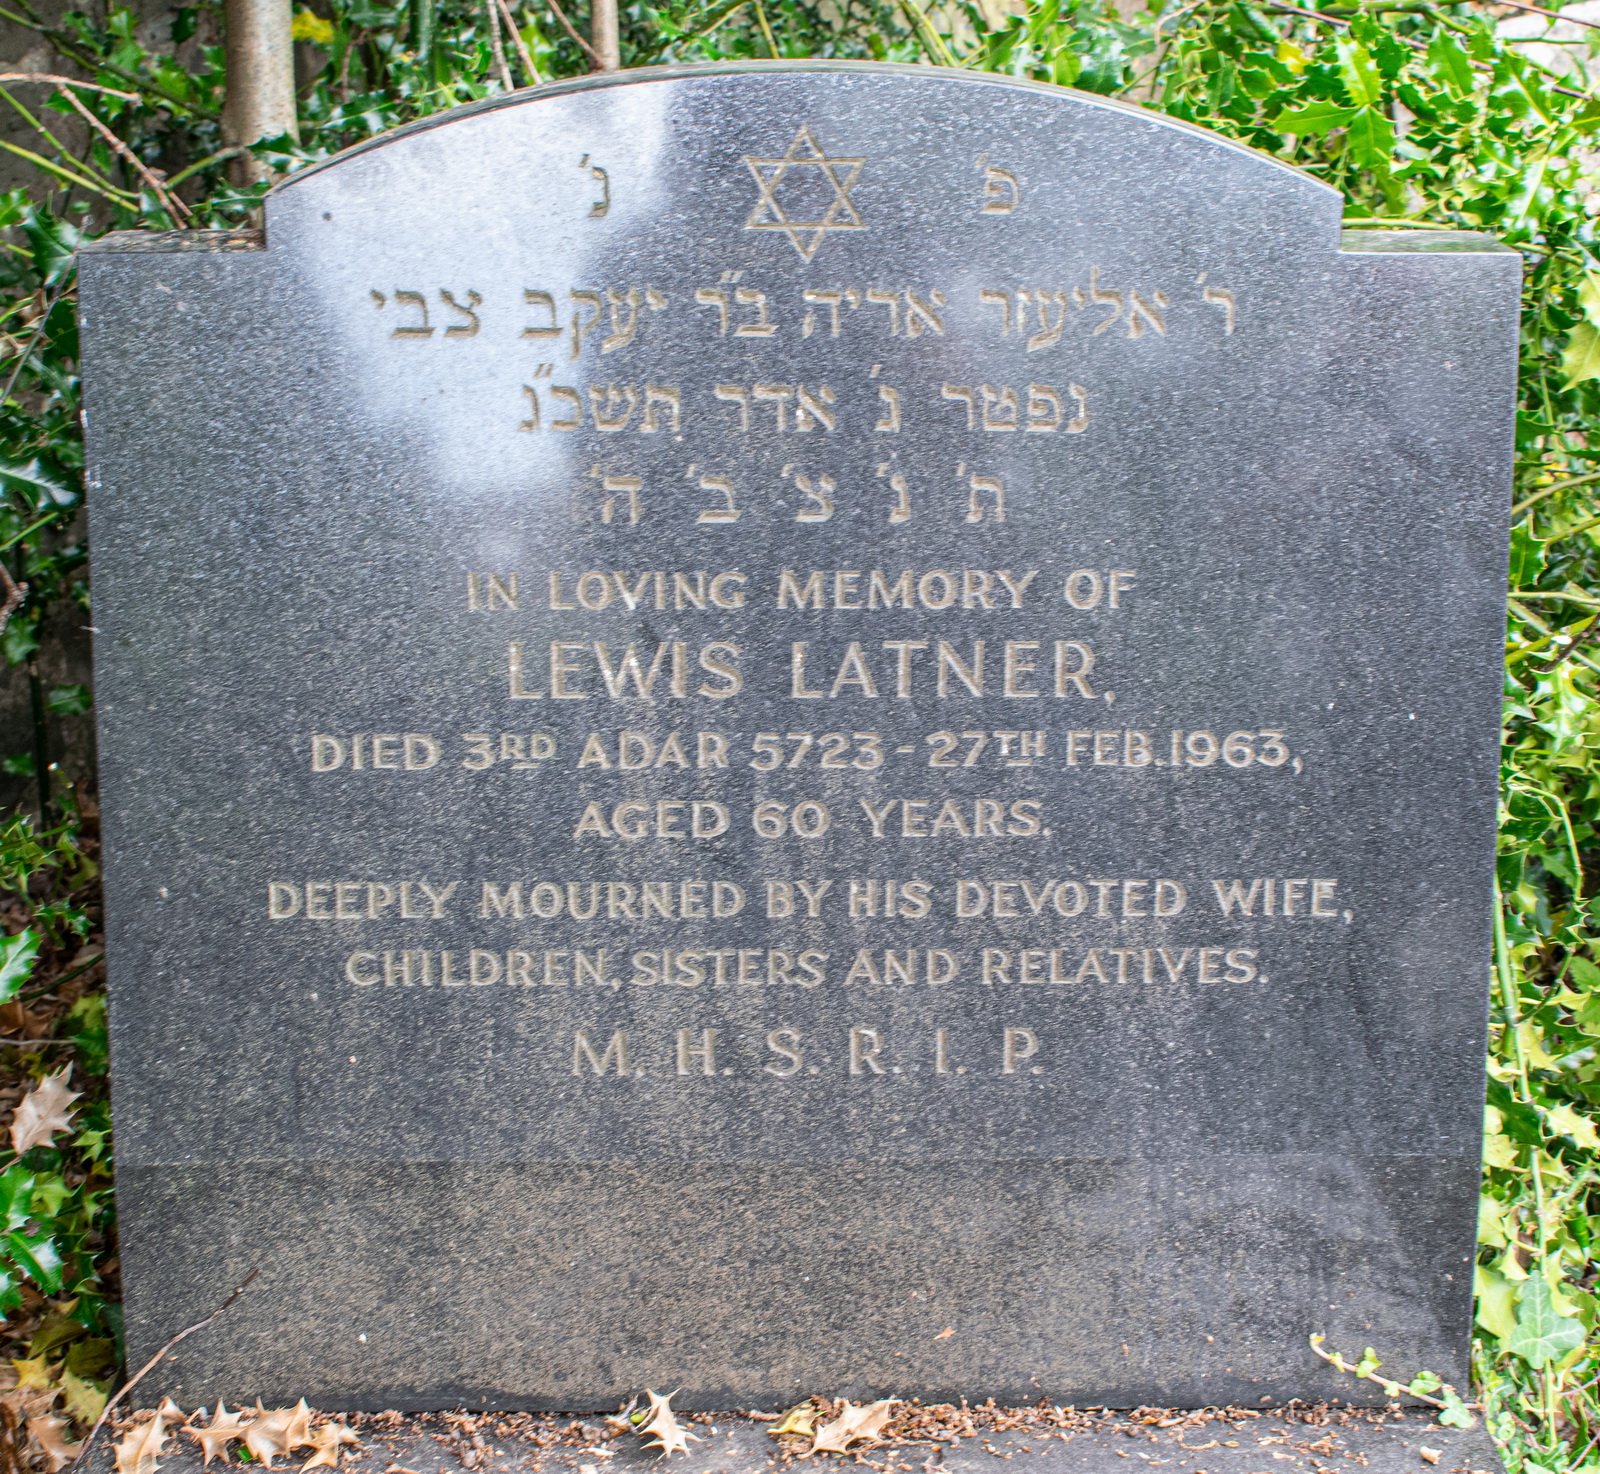 פ' נ'
ר' אליעזר אריה ב"ר יעקב צבי
נפטר ג' אדר תשכ"ג
ת' נ' צ' ב' ה'
IN LOVING MEMORY OF
LEWIS LATNER,
DIED 3RD ADAR 5723 - 27TH FEB. 1963,
AGED 60 YEARS.
DEEPLY MOURNED BY HIS DEVOTED WIFE,
CHILDREN, SISTERS AND RELATIVES.
M. H. S. R. I. P.